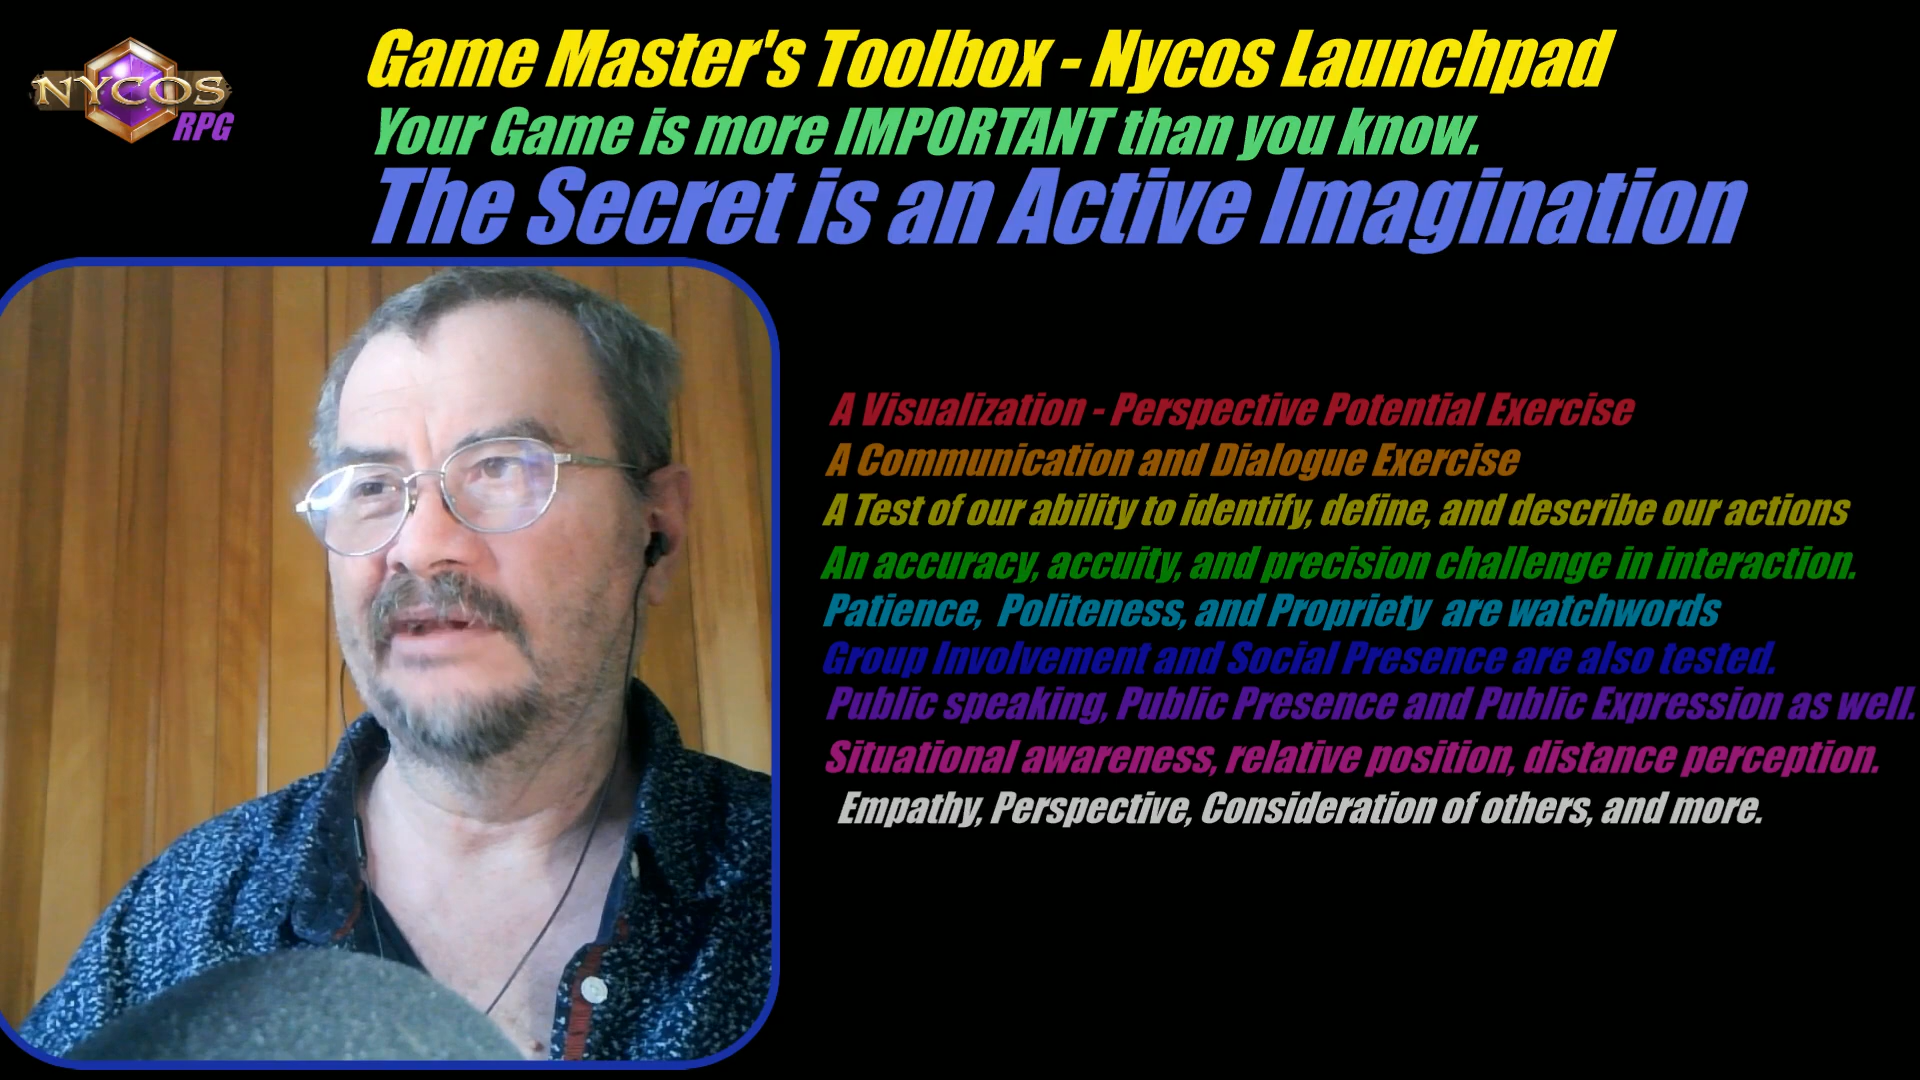 NYCOS
RPG
Game Master's Toolbox - Nycos Launchpad
Your Game is more IMPORTANT than you know.
The Secret is an Active Imagination
A Visualization - Perspective Potential Exercise
A Communication and Dialogue Exercise
A Test of our ability to identify, define, and describe our actions
An accuracy, accuity, and precision challenge in interaction.
Patience, Politeness, and Propriety are watchwords
Group Involvement and Social Presence are also tested.
Public speaking, Public Presence and Public Expression as well.
Situational awareness, relative position, distance perception.
Empathy, Perspective, Consideration of others, and more.